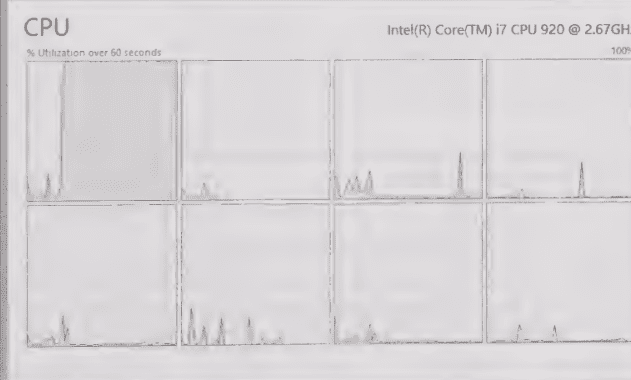 CPU
Intel(R) Core(TM) i7 CPU 920 @ 2.67GH
% Utilization over 60 seconds
100%